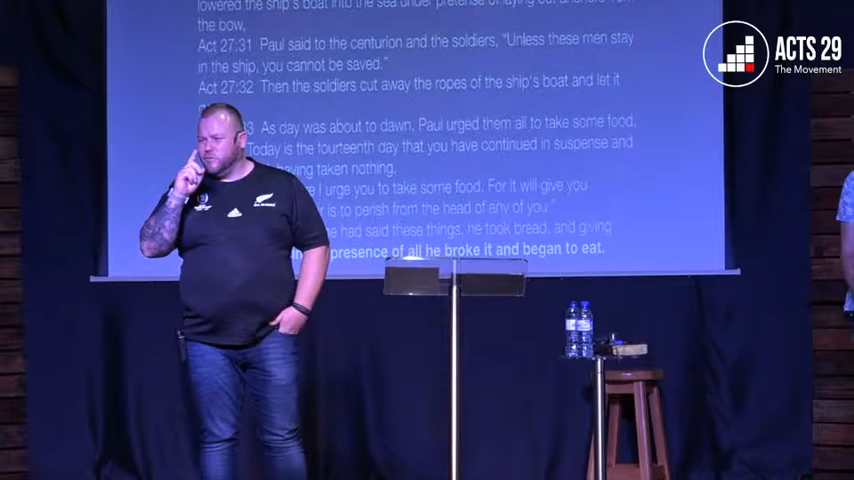 lowered the ship's boat into the sea under pretense of laying out anchors from
the bow,
Act 27:31 Paul said to the centurion and the soldiers, "Unless these men stay
in the ship, you cannot be saved."
Act 27:32 Then the soldiers cut away the ropes of the ship's boat and let it
go.
3 As day was about to dawn, Paul urged them all to take some food,
Today is the fourteenth day that you have continued in suspense and
having taken nothing.
I urge you to take some food. For it will give you
is to perish from the head of any of you."
had said these things, he took bread, and giving
presence of all he broke it and began to eat.
ACTS 29
The Movement
adidas